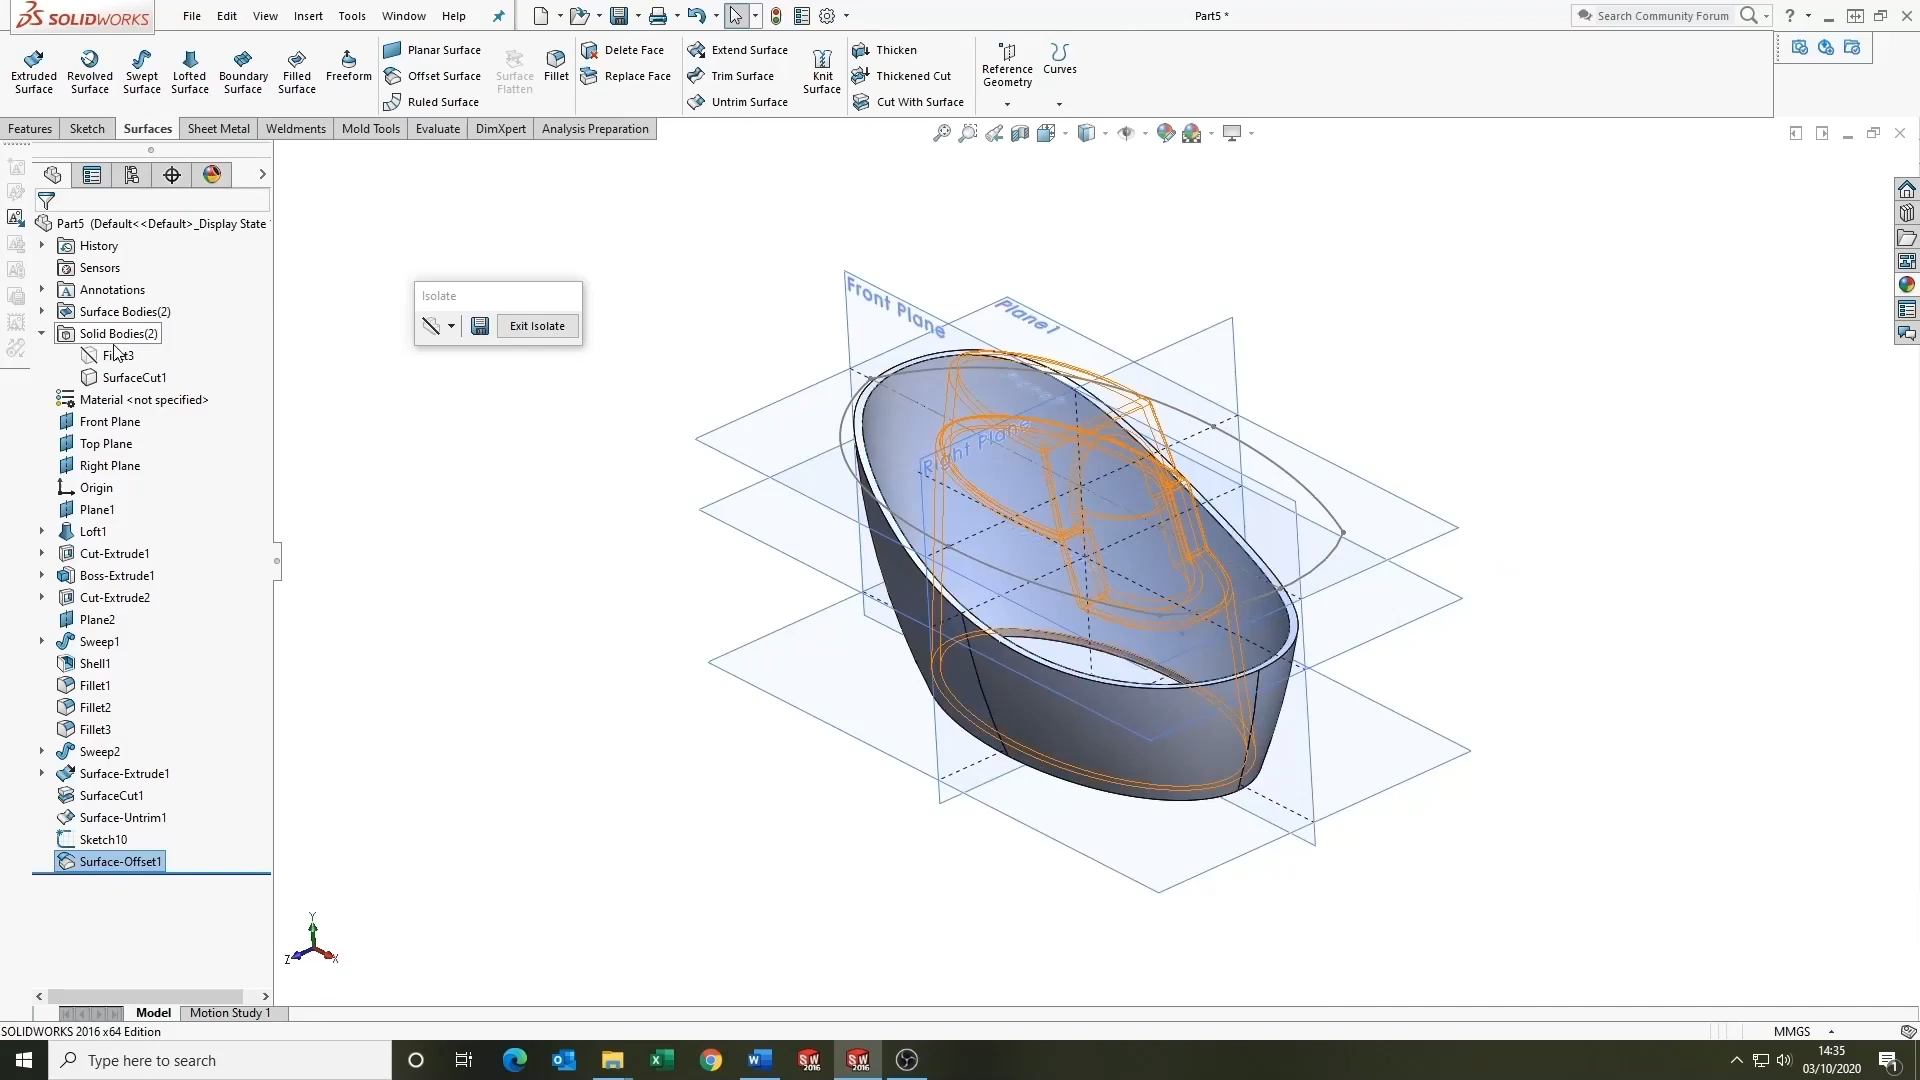 SOLIDWORKS
File Edit View Insert Tools Window Help
Part5 *
Search Community Forum
Extruded Surface
Revolved Surface
Swept Surface
Lofted Surface
Boundary Surface
Filled Surface
Freeform
Planar Surface
Offset Surface
Ruled Surface
Surface Flatten
Fillet
Delete Face
Replace Face
Extend Surface
Trim Surface
Untrim Surface
Knit Surface
Thicken
Thickened Cut
Cut With Surface
Reference Geometry
Curves
Features Sketch Surfaces Sheet Metal Weldments Mold Tools Evaluate DimXpert Analysis Preparation
Part5 (Default<<Default>_Display State
History
Sensors
Annotations
Surface Bodies(2)
Solid Bodies(2)
SurfaceCut1
Material <not specified>
Front Plane
Top Plane
Right Plane
Origin
Plane1
Loft1
Cut-Extrude1
Boss-Extrude1
Cut-Extrude2
Plane2
Sweep1
Shell1
Fillet1
Fillet2
Fillet3
Sweep2
Surface-Extrude1
SurfaceCut1
Surface-Untrim1
Sketch10
Surface-Offset1
Isolate
Exit Isolate
Front Plane
Plane1
Right Plane
Y
Z
X
Model Motion Study 1
SOLIDWORKS 2016 x64 Edition
MMGS
Type here to search
SW 2016
SW 2016
14:35
03/10/2020
1